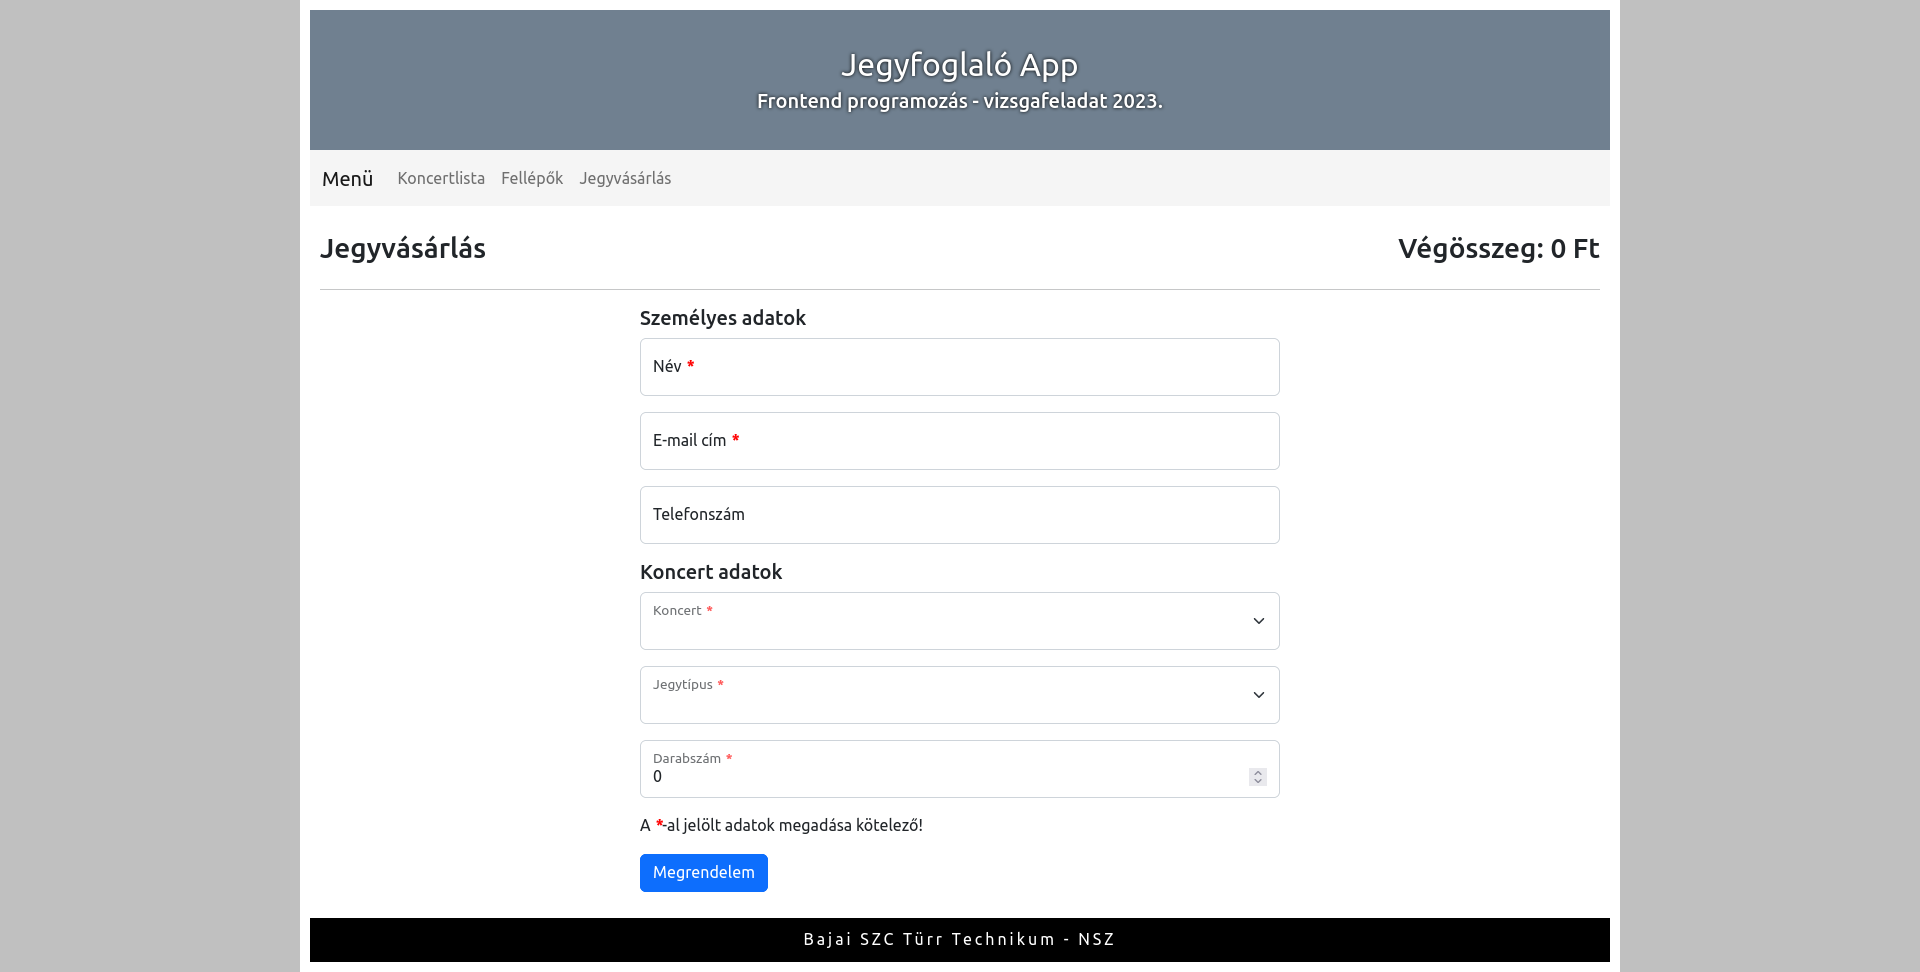 Jegyfoglaló App
Frontend programozás - vizsgafeladat 2023.
Menü Koncertlista Fellépők Jegyvásárlás
Jegyvásárlás Végösszeg: 0 Ft
Személyes adatok
Név *
E-mail cím *
Telefonszám
Koncert adatok
Koncert *
Jegytípus *
Darabszám *
0
A *-al jelölt adatok megadása kötelező!
Megrendelem
Bajai SZC Türr Technikum - NSZ